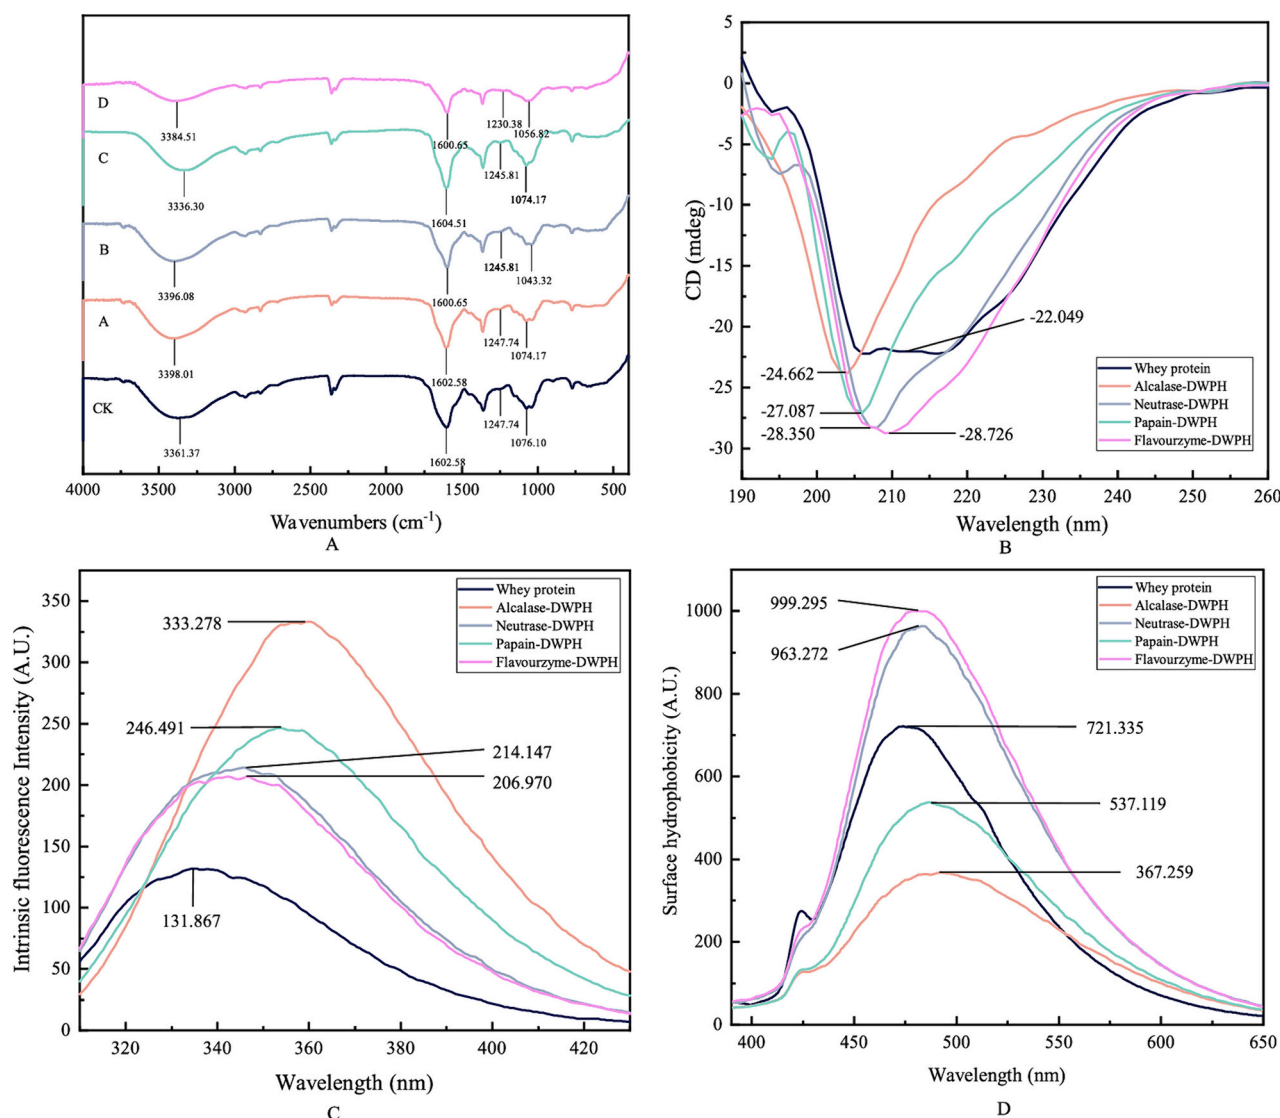 D
3384.51
1600.65
1230.38
1056.82
C
3336.30
1604.51
1245.81
1074.17
B
3396.08
1600.65
1245.81
1043.32
A
3398.01
1602.58
1247.74
1074.17
CK
3361.37
1602.58
1247.74
1076.10
4000 3500 3000 2500 2000 1500 1000 500
Wavenumbers (cm⁻¹)
A
CD (mdeg)
5
0
-5
-10
-15
-20
-25
-30
-22.049
-24.662
-27.087
-28.350
-28.726
Whey protein
Alcalase-DWPH
Neutrase-DWPH
Papain-DWPH
Flavourzyme-DWPH
190 200 210 220 230 240 250 260
Wavelength (nm)
B
Intrinsic fluorescence Intensity (A.U.)
350
300
250
200
150
100
50
0
333.278
246.491
214.147
206.970
131.867
Whey protein
Alcalase-DWPH
Neutrase-DWPH
Papain-DWPH
Flavourzyme-DWPH
320 340 360 380 400 420
Wavelength (nm)
C
Surface hydrophobicity (A.U.)
1000
800
600
400
200
0
999.295
963.272
721.335
537.119
367.259
Whey protein
Alcalase-DWPH
Neutrase-DWPH
Papain-DWPH
Flavourzyme-DWPH
400 450 500 550 600 650
Wavelength (nm)
D